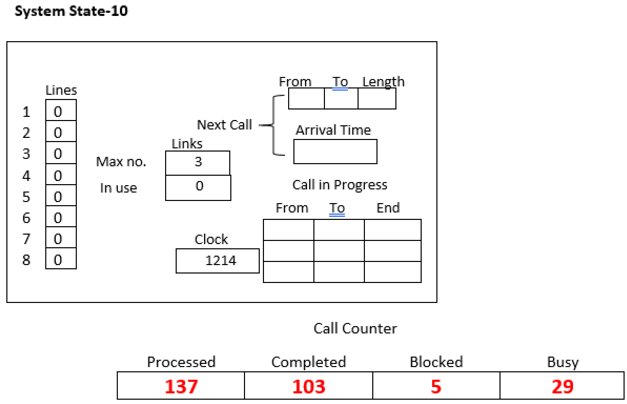 System State-10
From To Length
Lines
1 0
2 0
3 0
4 0
5 0
6 0
7 0
8 0
Next Call
Arrival Time
Links
Max no. 3
In use 0
Call in Progress
From To End
Clock
1214
Call Counter
Processed Completed Blocked Busy
137 103 5 29